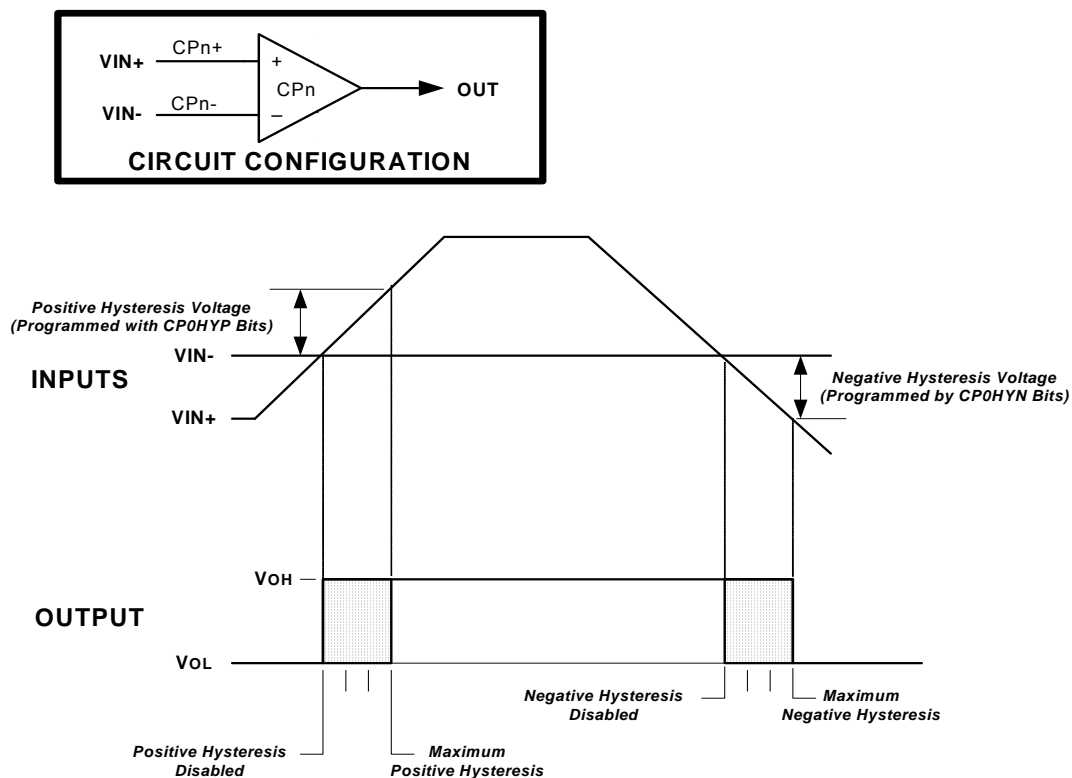 VIN+
CPn+
+
CPn
OUT
VIN-
CPn-
–
CIRCUIT CONFIGURATION
Positive Hysteresis Voltage
(Programmed with CP0HYP Bits)
VIN-
INPUTS
VIN+
Negative Hysteresis Voltage
(Programmed by CP0HYN Bits)
VOH
OUTPUT
VOL
Negative Hysteresis
Disabled
Maximum
Negative Hysteresis
Positive Hysteresis
Disabled
Maximum
Positive Hysteresis